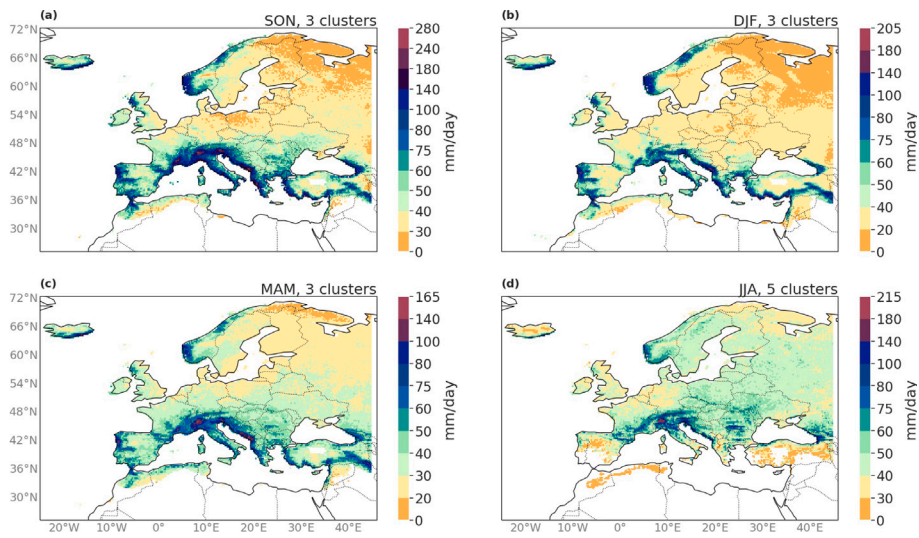 (a)
SON, 3 clusters
72°N
66°N
60°N
54°N
48°N
42°N
36°N
30°N
280
240
180
140
100
80
60
50
40
30
0
mm/day
(b)
DJF, 3 clusters
205
180
140
100
80
75
60
50
40
20
0
mm/day
(c)
MAM, 3 clusters
72°N
66°N
60°N
54°N
48°N
42°N
36°N
30°N
20°W
10°W
0°
10°E
20°E
30°E
40°E
165
140
100
80
75
60
50
40
30
20
0
mm/day
(d)
JJA, 5 clusters
20°W
10°W
0°
10°E
20°E
30°E
40°E
215
180
140
100
80
75
60
50
35
30
0
mm/day